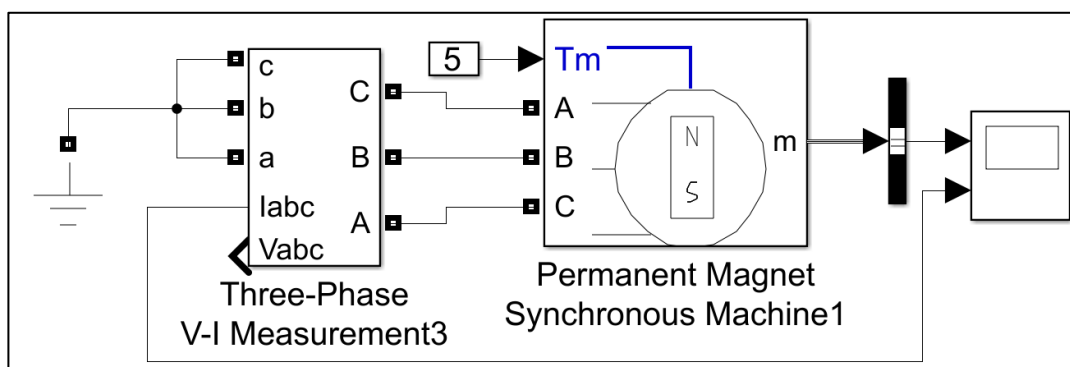 5
c
b
a
Iabc
Vabc
C
B
A
Three-Phase
V-I Measurement3
Tm
A
B
C
N
S
m
Permanent Magnet
Synchronous Machine1